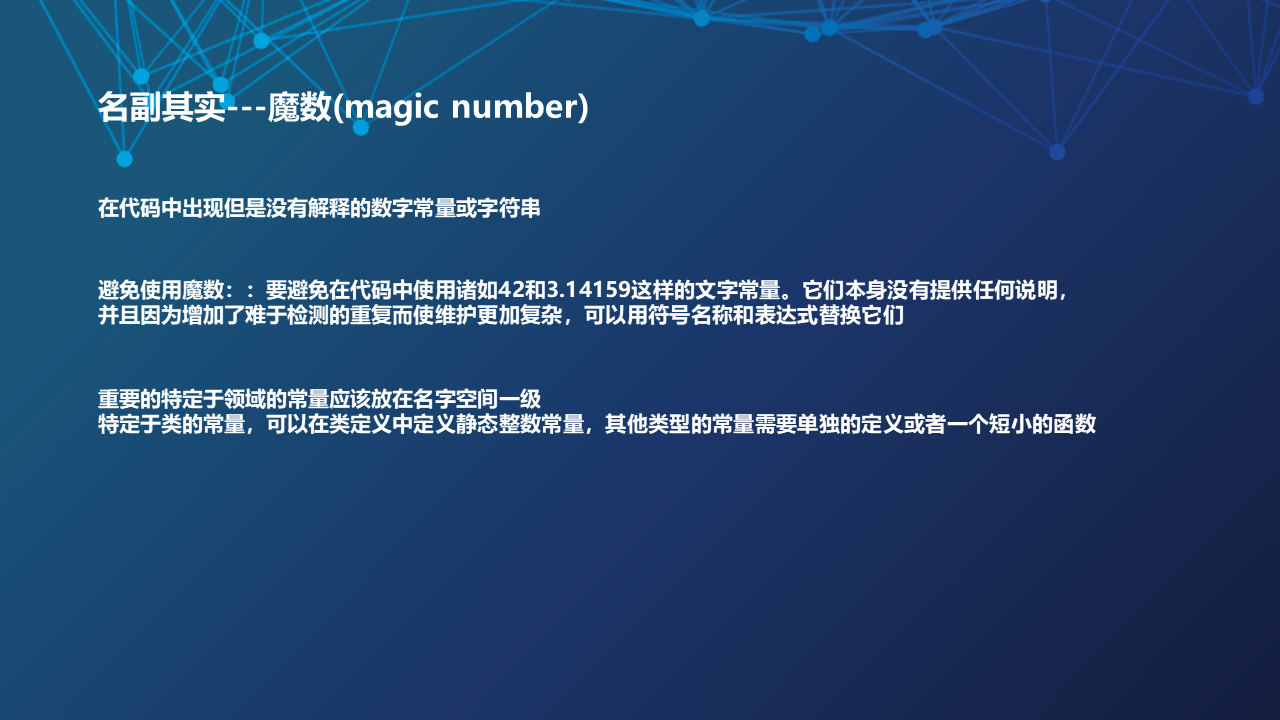 名副其实---魔数(magic number)
在代码中出现但是没有解释的数字常量或字符串
避免使用魔数：：要避免在代码中使用诸如42和3.14159这样的文字常量。它们本身没有提供任何说明，
并且因为增加了难于检测的重复而使维护更加复杂，可以用符号名称和表达式替换它们
重要的特定于领域的常量应该放在名字空间一级
特定于类的常量，可以在类定义中定义静态整数常量，其他类型的常量需要单独的定义或者一个短小的函数